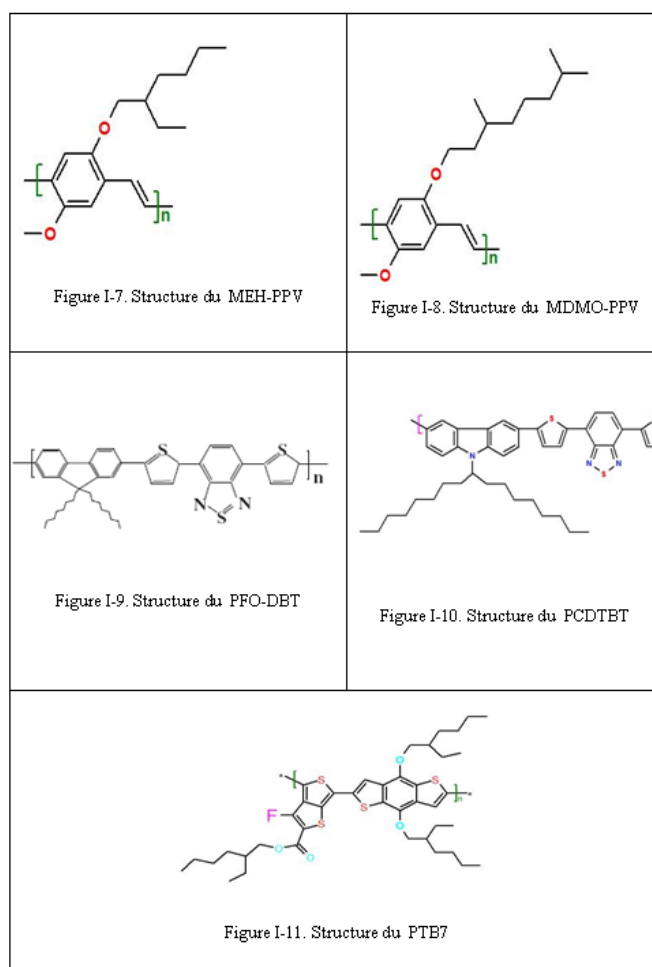 O
O
n
Figure I-7. Structure du MEH-PPV
O
O
n
Figure I-8. Structure du MDMO-PPV
S S
n
N N
S
Figure I-9. Structure du PFO-DBT
S
N
N N
S
Figure I-10. Structure du PCDTBT
O
* S
n *
F S S
O
O
O
Figure I-11. Structure du PTB7